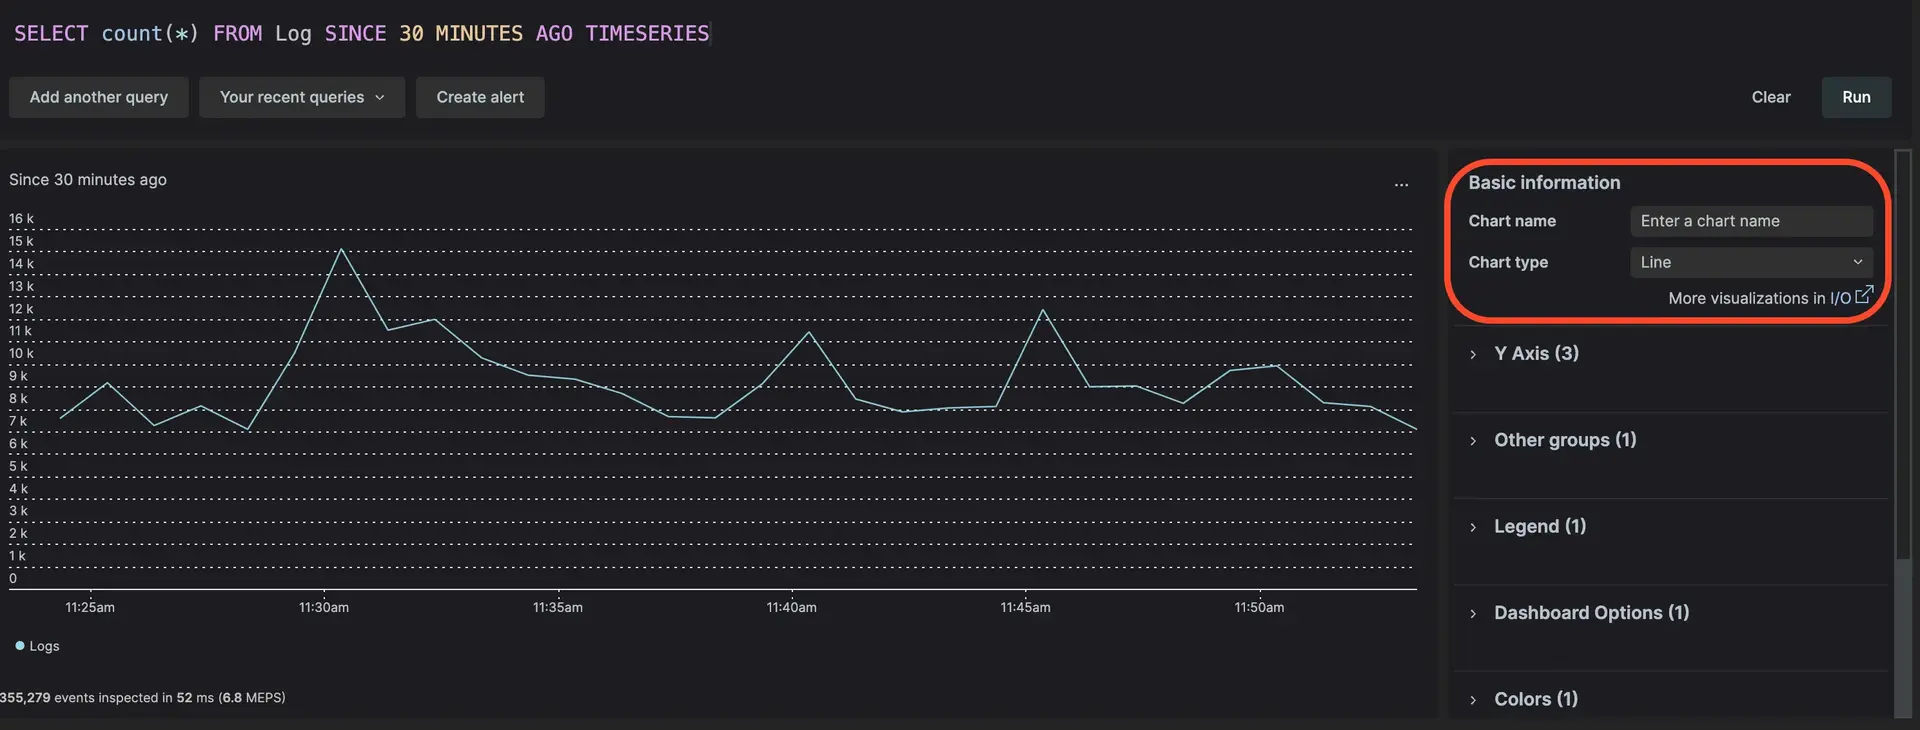 SELECT count(*) FROM Log SINCE 30 MINUTES AGO TIMESERIES
Add another query
Your recent queries
Create alert
Clear
Run
Since 30 minutes ago
...
16 k
15 k
14 k
13 k
12 k
11 k
10 k
9 k
8 k
7 k
6 k
5 k
4 k
3 k
2 k
1 k
0
11:25am
11:30am
11:35am
11:40am
11:45am
11:50am
Logs
355,279 events inspected in 52 ms (6.8 MEPS)
Basic information
Chart name
Enter a chart name
Chart type
Line
More visualizations in I/O
Y Axis (3)
Other groups (1)
Legend (1)
Dashboard Options (1)
Colors (1)